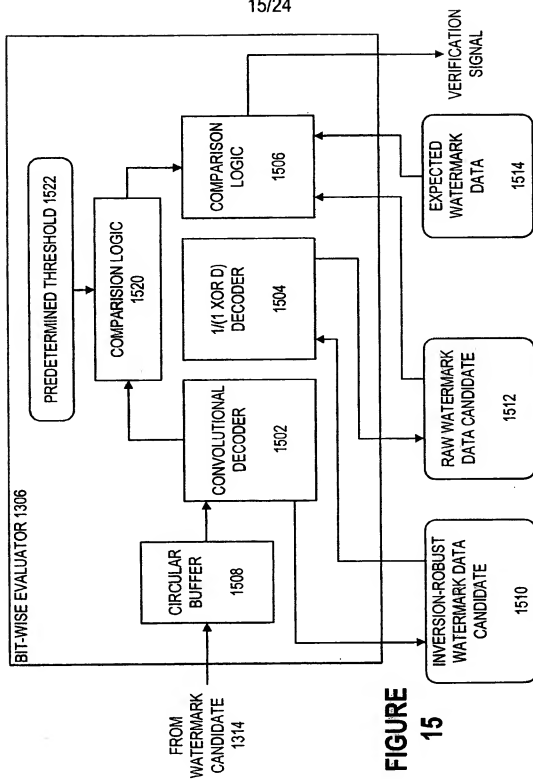 15/24
BIT-WISE EVALUATOR 1306
PREDETERMINED THRESHOLD 1522
COMPARISION LOGIC
1520
FROM
WATERMARK
CANDIDATE
1314
CIRCULAR
BUFFER
1508
CONVOLUTIONAL
DECODER
1502
1/(1 XOR D)
DECODER
1504
COMPARISON
LOGIC
1506
VERIFICATION
SIGNAL
INVERSION-ROBUST
WATERMARK DATA
CANDIDATE
1510
RAW WATERMARK
DATA CANDIDATE
1512
EXPECTED
WATERMARK
DATA
1514
FIGURE
15